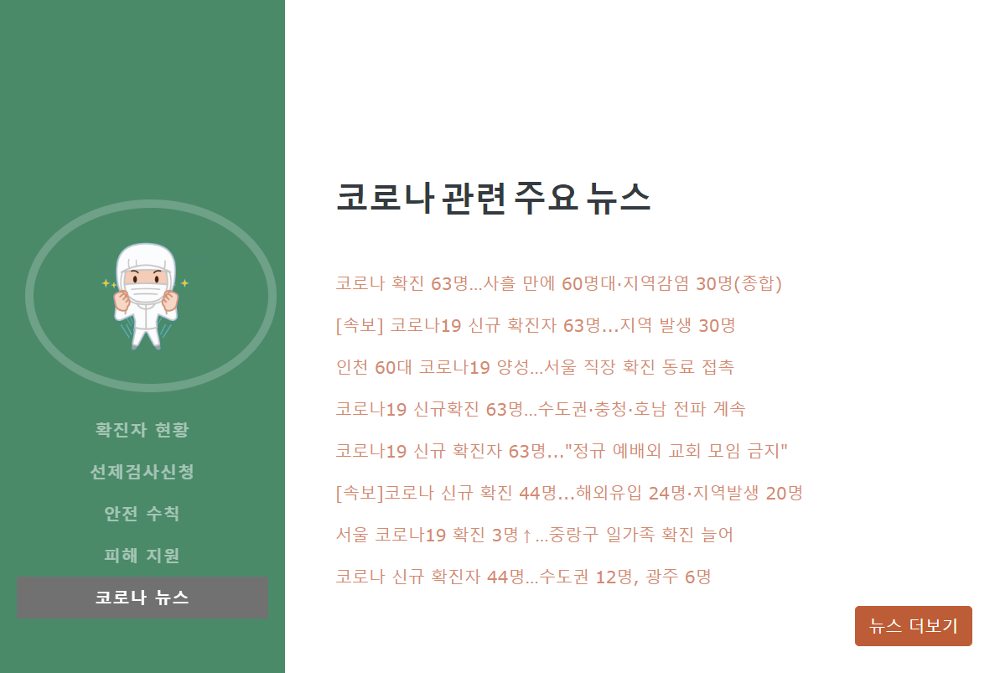 확진자 현황
선제검사신청
안전 수칙
피해 지원
코로나 뉴스
코로나 관련 주요 뉴스
코로나 확진 63명…사흘 만에 60명대·지역감염 30명(종합)
[속보] 코로나19 신규 확진자 63명...지역 발생 30명
인천 60대 코로나19 양성…서울 직장 확진 동료 접촉
코로나19 신규확진 63명…수도권·충청·호남 전파 계속
코로나19 신규 확진자 63명..."정규 예배외 교회 모임 금지"
[속보]코로나 신규 확진 44명...해외유입 24명·지역발생 20명
서울 코로나19 확진 3명↑…중랑구 일가족 확진 늘어
코로나 신규 확진자 44명…수도권 12명, 광주 6명
뉴스 더보기